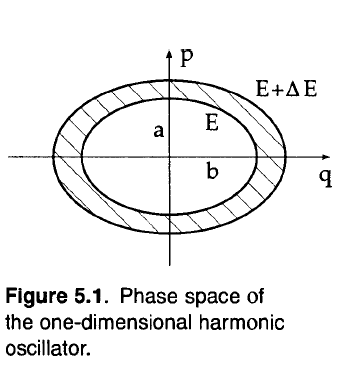 p
E+ΔE
a
E
b
q
Figure 5.1. Phase space of
the one-dimensional harmonic
oscillator.